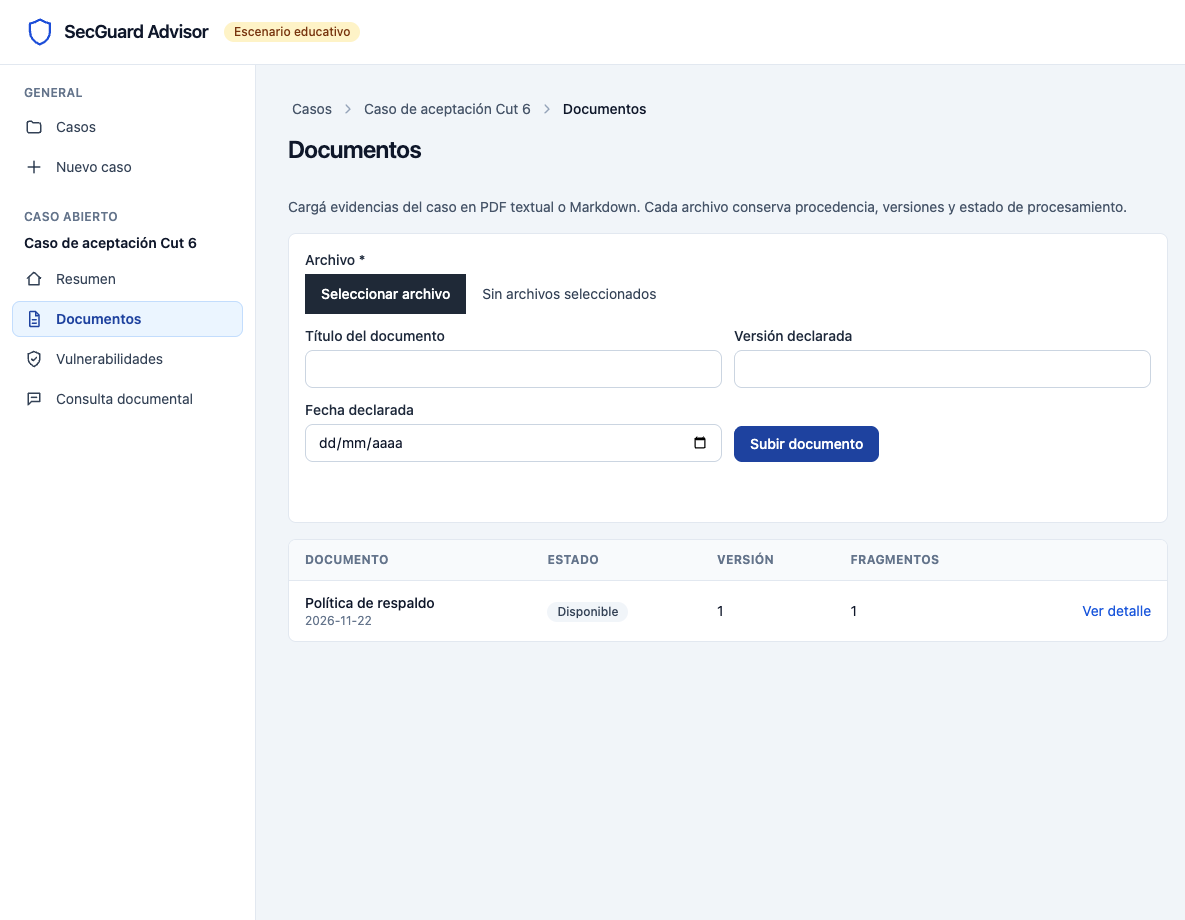 SecGuard Advisor
Escenario educativo
GENERAL
Casos
Nuevo caso
CASO ABIERTO
Caso de aceptación Cut 6
Resumen
Documentos
Vulnerabilidades
Consulta documental
Casos > Caso de aceptación Cut 6 > Documentos
Documentos
Cargá evidencias del caso en PDF textual o Markdown. Cada archivo conserva procedencia, versiones y estado de procesamiento.
Archivo *
Seleccionar archivo Sin archivos seleccionados
Título del documento Versión declarada
Fecha declarada
dd/mm/aaaa
Subir documento
DOCUMENTO ESTADO VERSIÓN FRAGMENTOS
Política de respaldo
2026-11-22
Disponible 1 1 Ver detalle